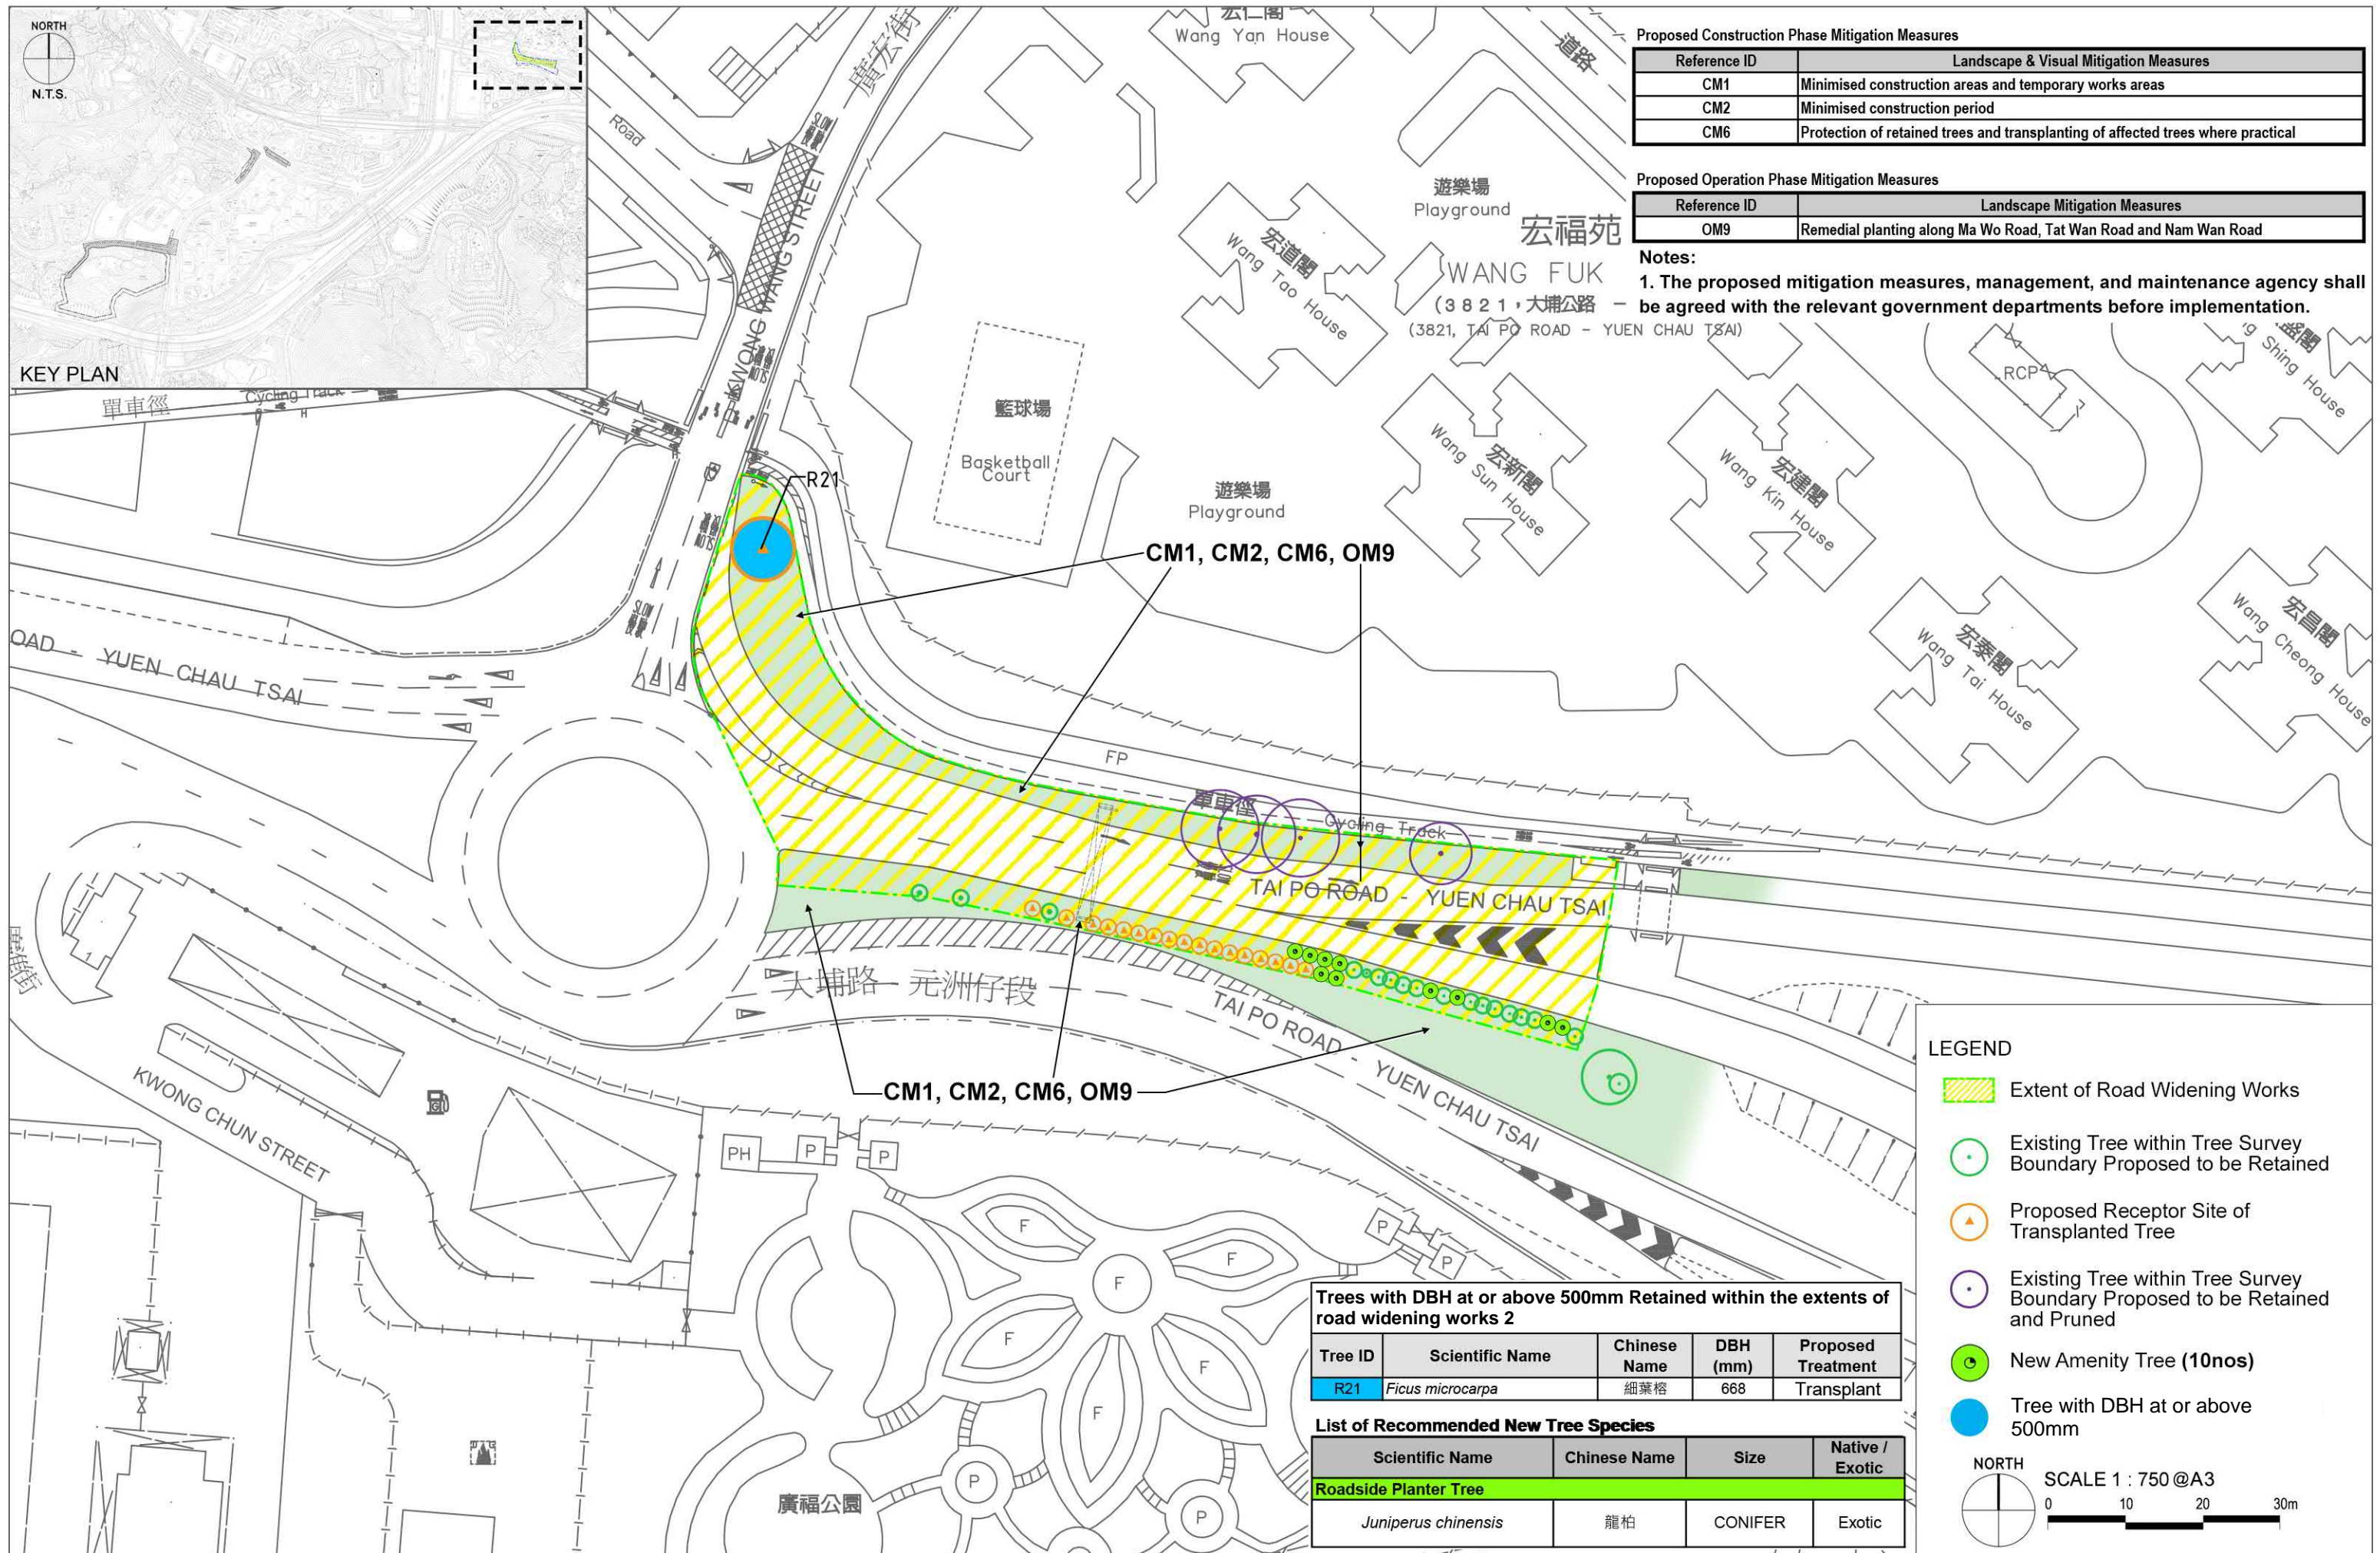 NORTH
N.T.S.
KEY PLAN
Road
廣宏街
SLOW
KWONG WANG STREET
宏仁閣
Wang Yan House
道路
遊樂場
Playground
宏福苑
WANG FUK
(3821，大埔公路 －
(3821, TAI PO ROAD - YUEN CHAU TSAI)
宏道閣
Wang Tao House
宏新閣
Wang Sun House
宏建閣
Wang Kin House
盛閣
g Shing House
RCP
宏泰閣
Wang Tai House
宏昌閣
Wang Cheong House
籃球場
Basketball
Court
遊樂場
Playground
Proposed Construction Phase Mitigation Measures
Reference ID Landscape & Visual Mitigation Measures
CM1 Minimised construction areas and temporary works areas
CM2 Minimised construction period
CM6 Protection of retained trees and transplanting of affected trees where practical
Proposed Operation Phase Mitigation Measures
Reference ID Landscape Mitigation Measures
OM9 Remedial planting along Ma Wo Road, Tat Wan Road and Nam Wan Road
Notes:
1. The proposed mitigation measures, management, and maintenance agency shall
be agreed with the relevant government departments before implementation.
單車徑
Cycling Track
R21
SLOW
SLOW
CM1, CM2, CM6, OM9
OAD - YUEN CHAU TSAI
FP
單車徑
Cycling Track
TAI PO ROAD - YUEN CHAU TSAI
大埔路－元洲仔段
TAI PO ROAD - YUEN CHAU TSAI
CM1, CM2, CM6, OM9
KWONG CHUN STREET
1
PH
P
P
P
P
F
F
F
F
F
F
P
P
廣福公園
Trees with DBH at or above 500mm Retained within the extents of
road widening works 2
Tree ID Scientific Name Chinese Name DBH (mm) Proposed Treatment
R21 Ficus microcarpa 細葉榕 668 Transplant
List of Recommended New Tree Species
Scientific Name Chinese Name Size Native / Exotic
Roadside Planter Tree
Juniperus chinensis 龍柏 CONIFER Exotic
LEGEND
Extent of Road Widening Works
Existing Tree within Tree Survey
Boundary Proposed to be Retained
Proposed Receptor Site of
Transplanted Tree
Existing Tree within Tree Survey
Boundary Proposed to be Retained
and Pruned
New Amenity Tree (10nos)
Tree with DBH at or above
500mm
NORTH
SCALE 1 : 750 @A3
0 10 20 30m